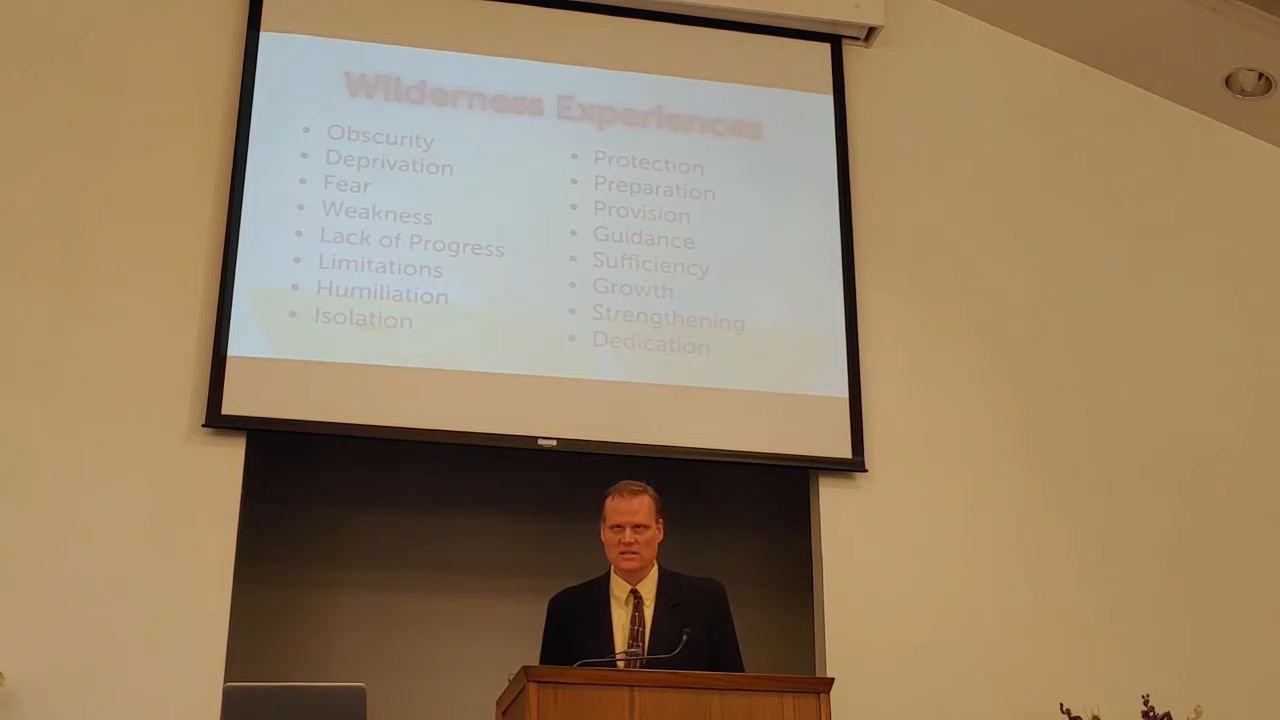 Wilderness Experiences
• Obscurity
• Deprivation
• Fear
• Weakness
• Lack of Progress
• Limitations
• Humiliation
• Isolation
• Protection
• Preparation
• Provision
• Guidance
• Sufficiency
• Growth
• Strengthening
• Dedication